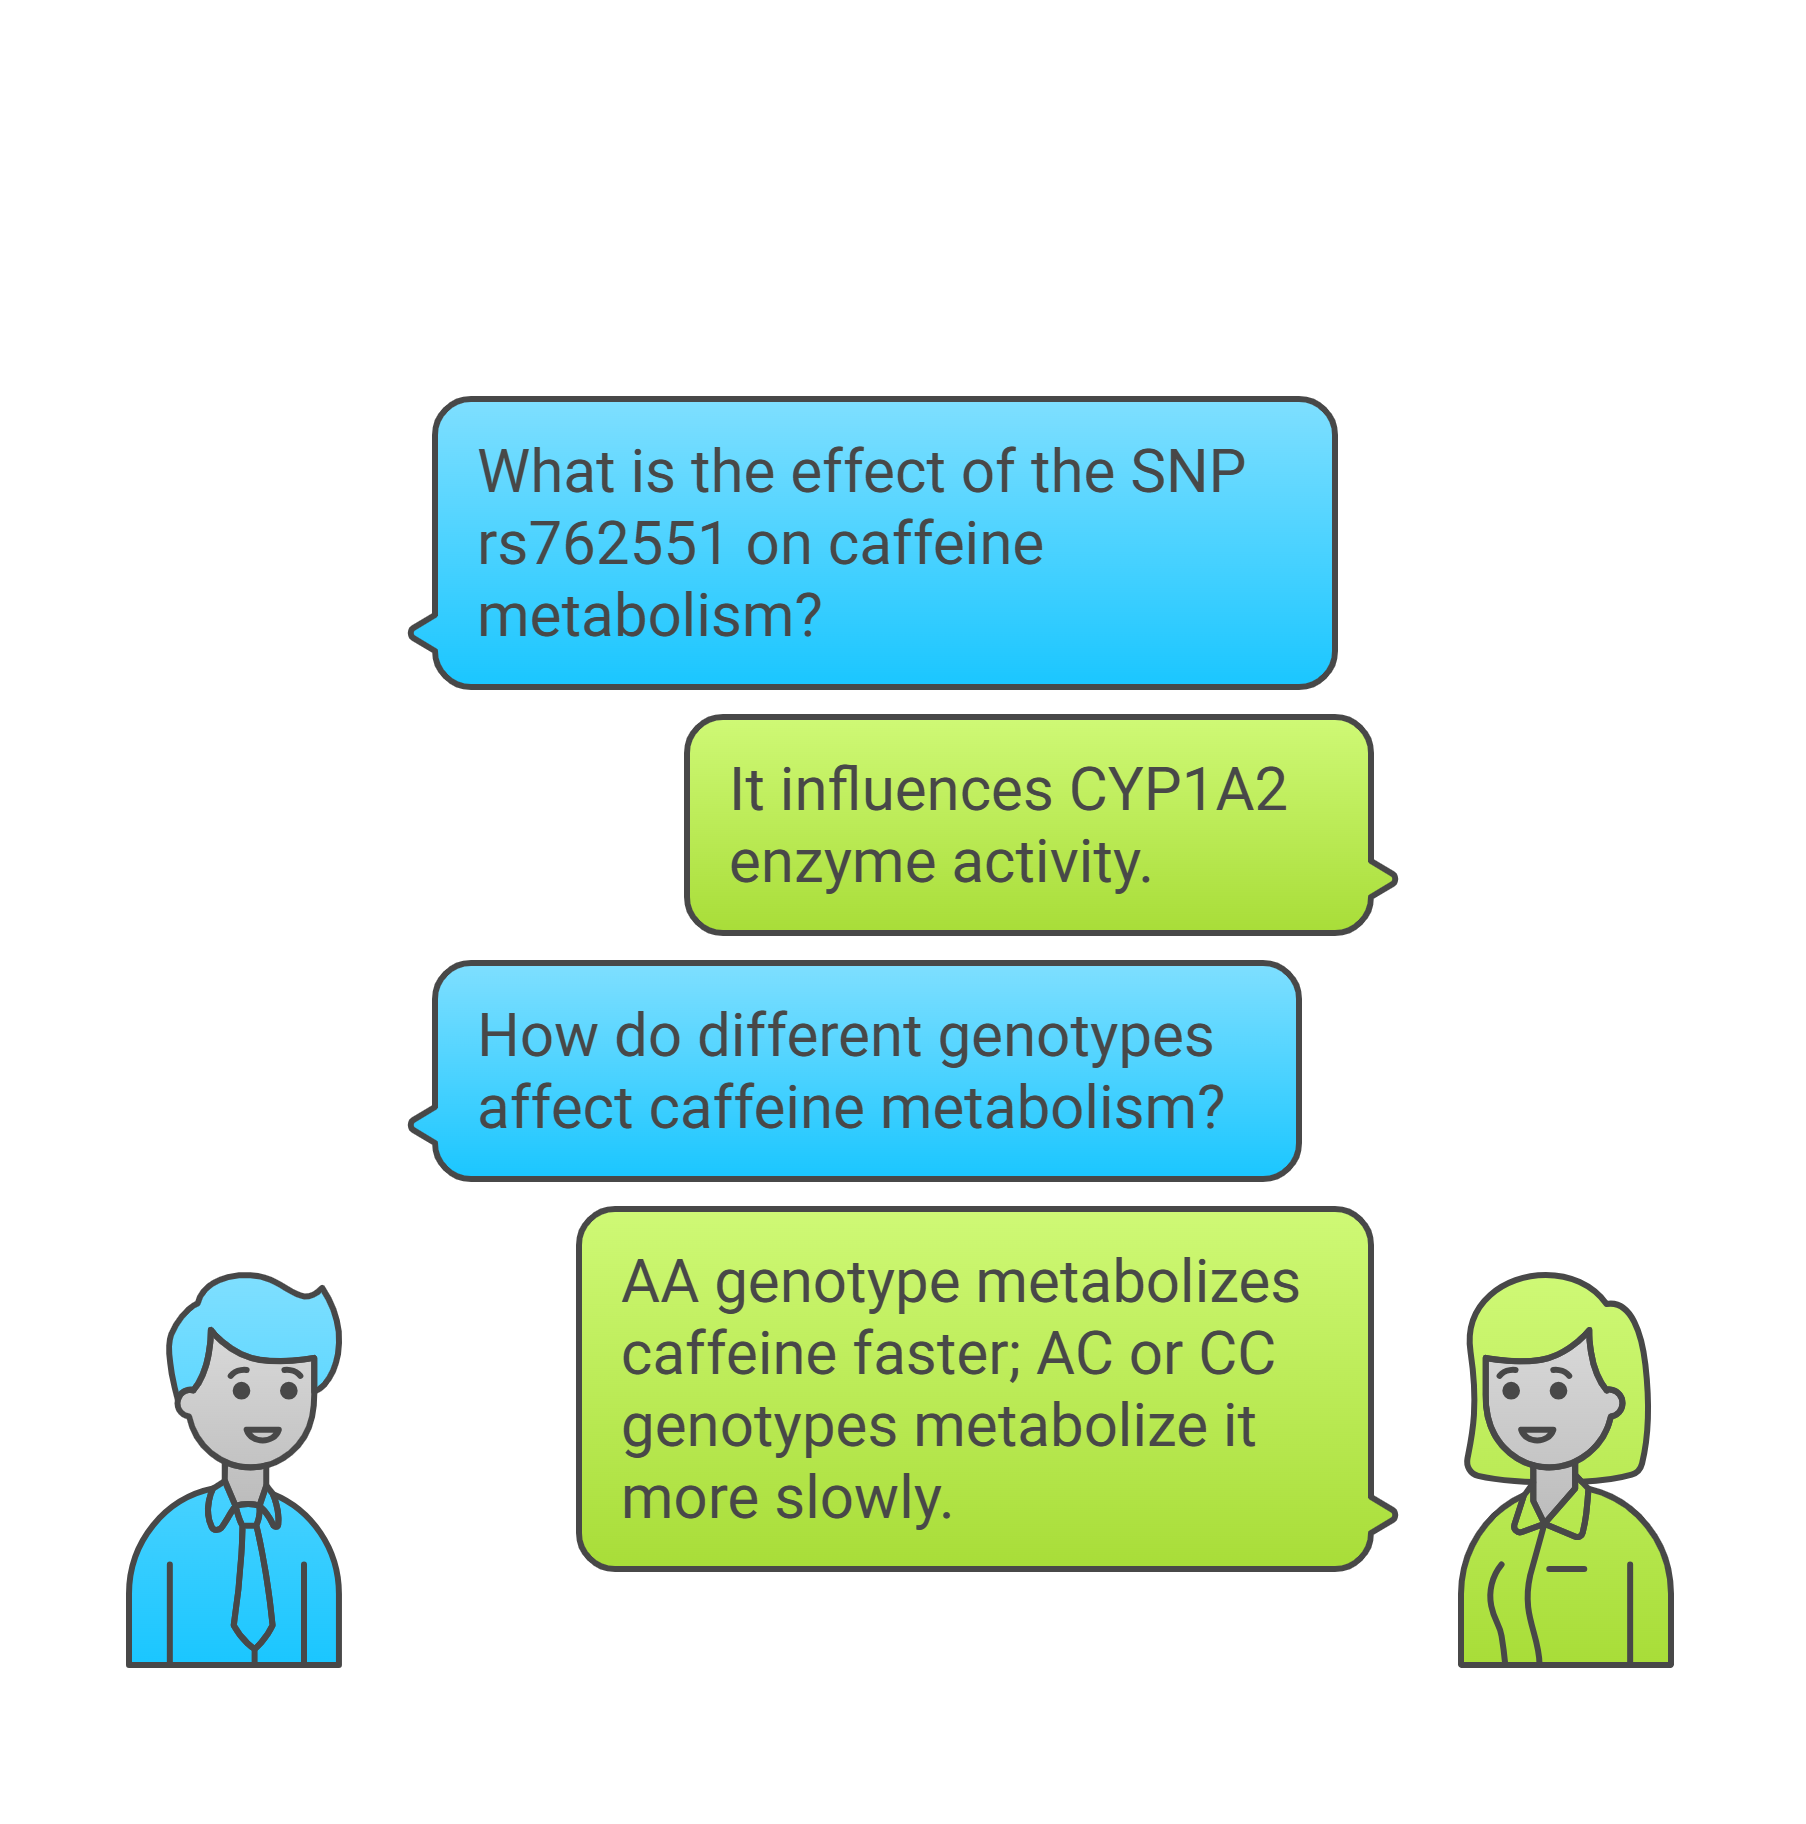 What is the effect of the SNP
rs762551 on caffeine
metabolism?
It influences CYP1A2
enzyme activity.
How do different genotypes
affect caffeine metabolism?
AA genotype metabolizes
caffeine faster; AC or CC
genotypes metabolize it
more slowly.